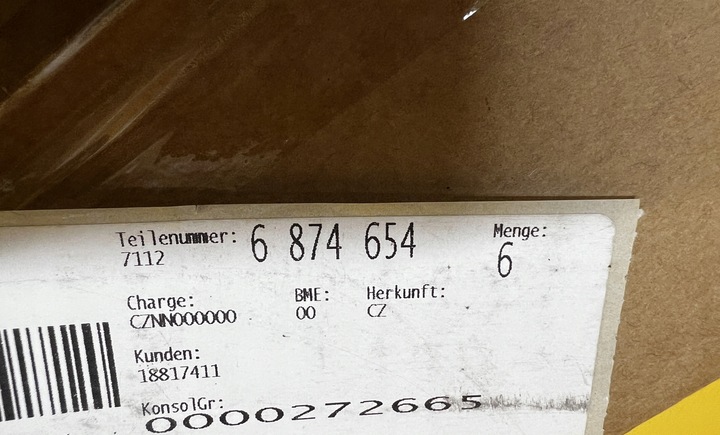 Teilenummer: 6 874 654 Menge:
7112 6
Charge: BME: Herkunft:
CZNN000000 00 CZ
Kunden:
18817411
KonsolGr:
0000272665